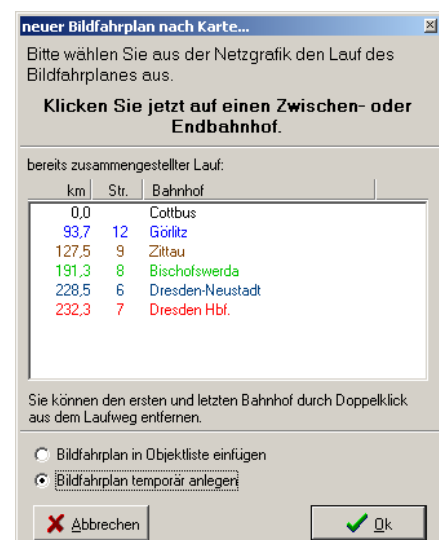 neuer Bildfahrplan nach Karte...
Bitte wählen Sie aus der Netzgrafik den Lauf des
Bildfahrplanes aus.
Klicken Sie jetzt auf einen Zwischen- oder
Endbahnhof.
bereits zusammengestellter Lauf:
km Str. Bahnhof
0,0 Cottbus
93,7 12 Görlitz
127,5 9 Zittau
191,3 8 Bischofswerda
228,5 6 Dresden-Neustadt
232,3 7 Dresden Hbf.
Sie können den ersten und letzten Bahnhof durch Doppelklick
aus dem Laufweg entfernen.
Bildfahrplan in Objektliste einfügen
Bildfahrplan temporär anlegen
Abbrechen Ok